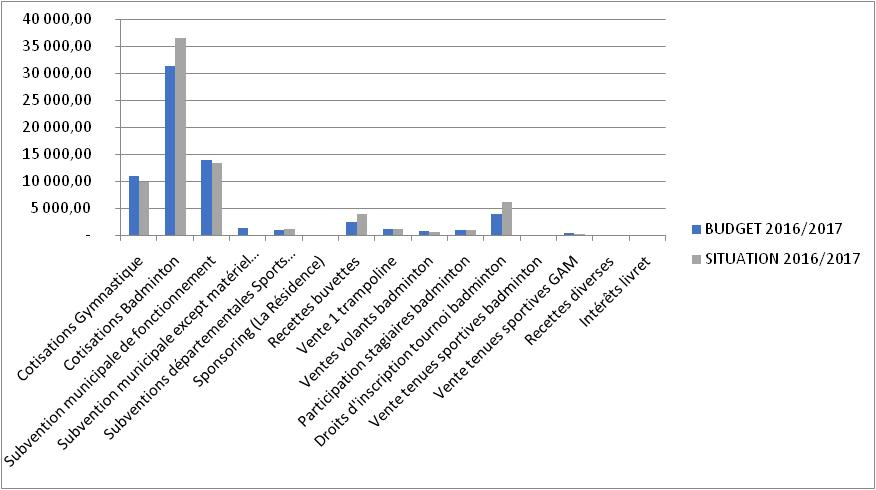 40 000,00
35 000,00
30 000,00
25 000,00
20 000,00
15 000,00
10 000,00
5 000,00
-
Cotisations Gymnastique
Cotisations Badminton
Subvention municipale de fonctionnement
Subvention municipale except matériel...
Subventions départementales Sports...
Sponsoring (La Résidence)
Recettes buvettes
Vente 1 trampoline
Ventes volants badminton
Participation stagiaires badminton
Droits d'inscription tournoi badminton
Vente tenues sportives badminton
Vente tenues sportives GAM
Recettes diverses
Intérêts livret
BUDGET 2016/2017
SITUATION 2016/2017